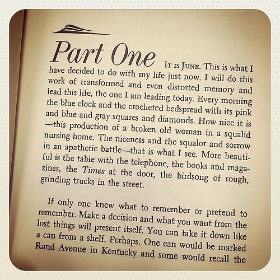 Part One
IT IS JUNE. This is what I
have decided to do with my life just now. I will do this
work of transformed and even distorted memory and
lead this life, the one I am leading today. Every morning
the blue clock and the crocheted bedspread with its pink
and blue and gray squares and diamonds. How nice it is
—this production of a broken old woman in a squalid
nursing home. The niceness and the squalor and sorrow
in an apathetic battle—that is what I see. More beauti-
ful is the table with the telephone, the books and maga-
zines, the Times at the door, the birdsong of rough,
grinding trucks in the street.
If only one knew what to remember or pretend to
remember. Make a decision and what you want from the
lost things will present itself. You can take it down like
a can from a shelf. Perhaps. One can would be marked
Rand Avenue in Kentucky and some would recall the